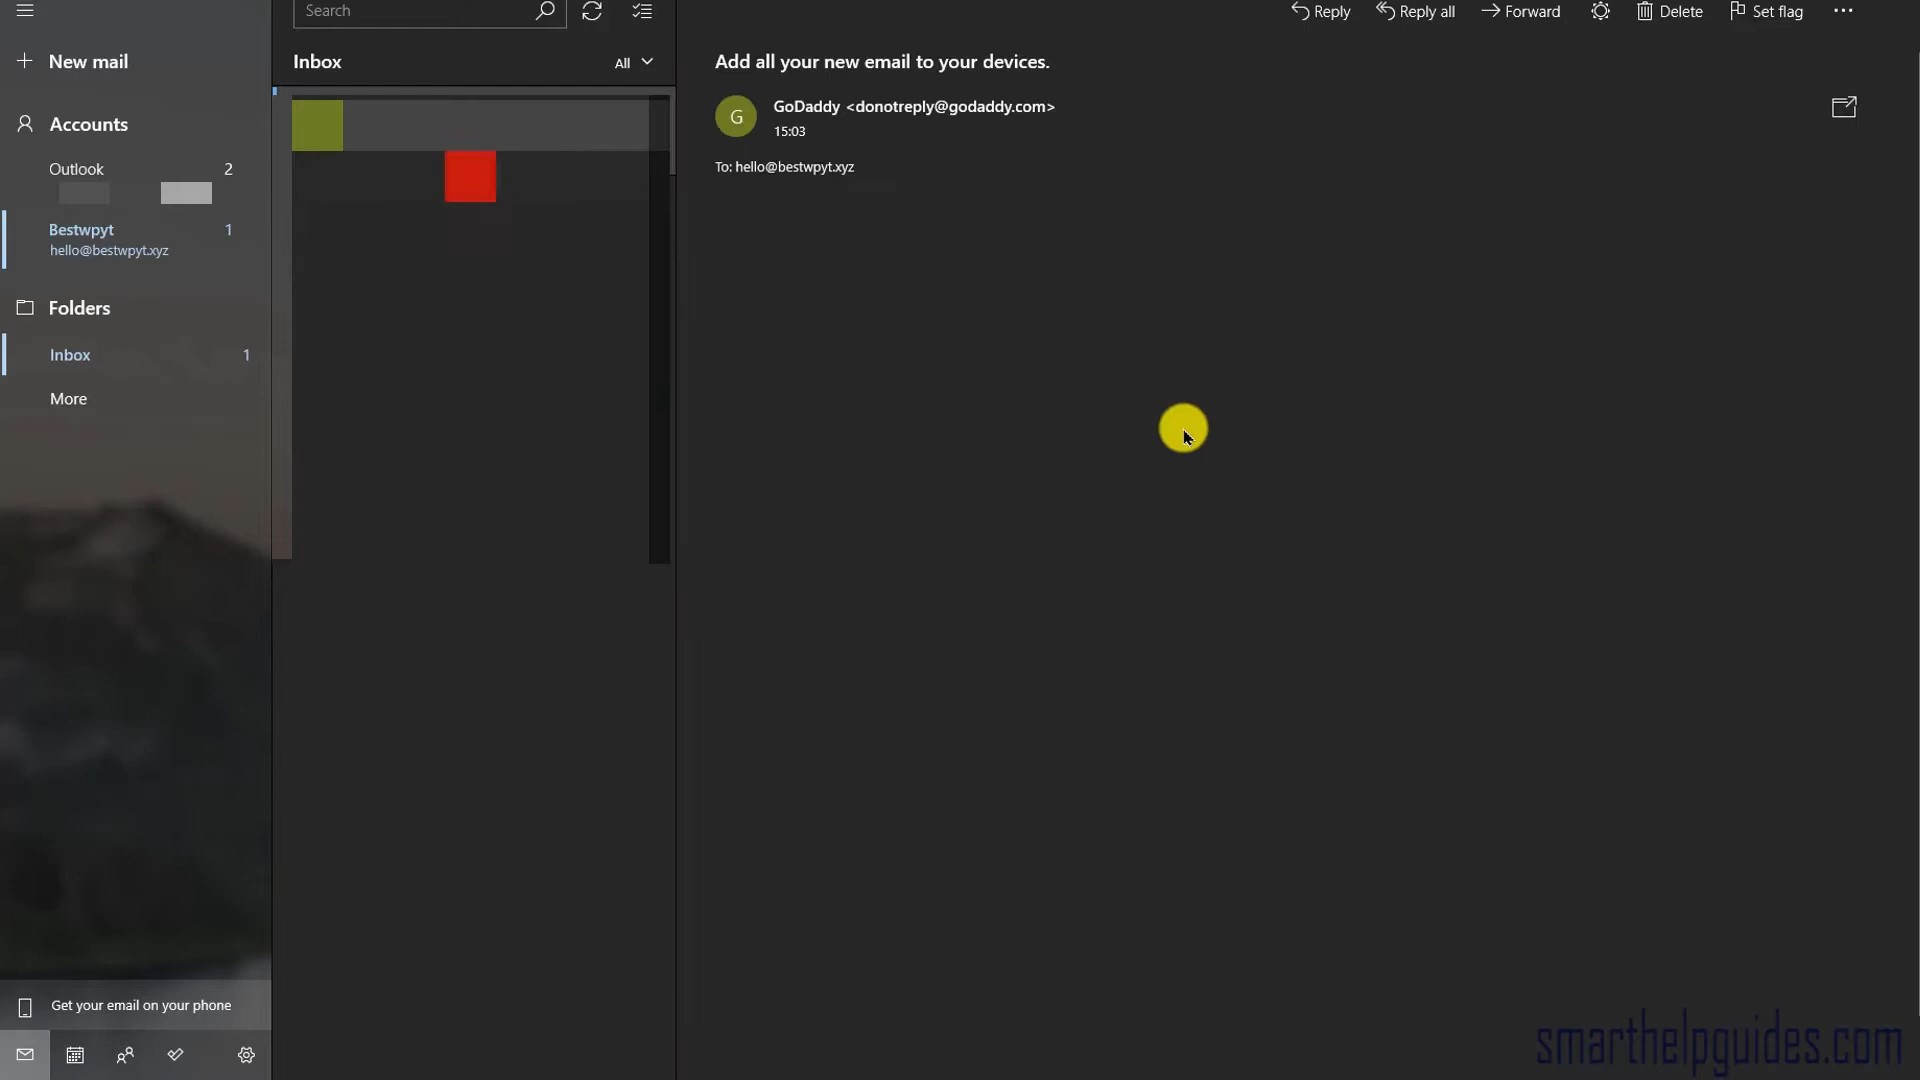 Search
Reply
Reply all
Forward
Delete
Set flag
New mail
Inbox
All
Add all your new email to your devices.
G
GoDaddy <donotreply@godaddy.com>
15:03
To: hello@bestwpyt.xyz
Accounts
Outlook 2
Bestwpyt 1
hello@bestwpyt.xyz
Folders
Inbox 1
More
Get your email on your phone
smarthelpguides.com